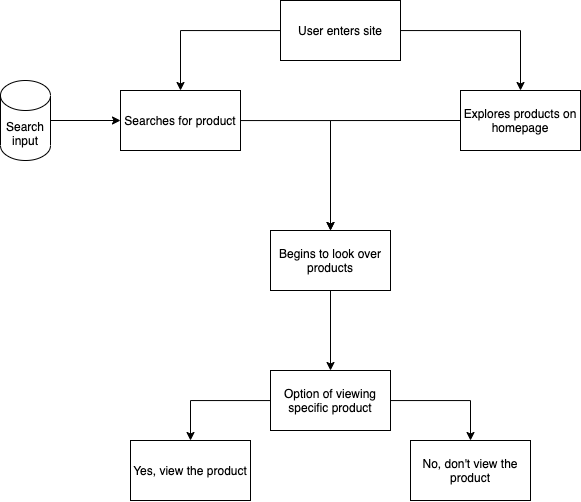 User enters site
Search
input
Searches for product
Explores products on
homepage
Begins to look over
products
Option of viewing
specific product
Yes, view the product
No, don't view the
product